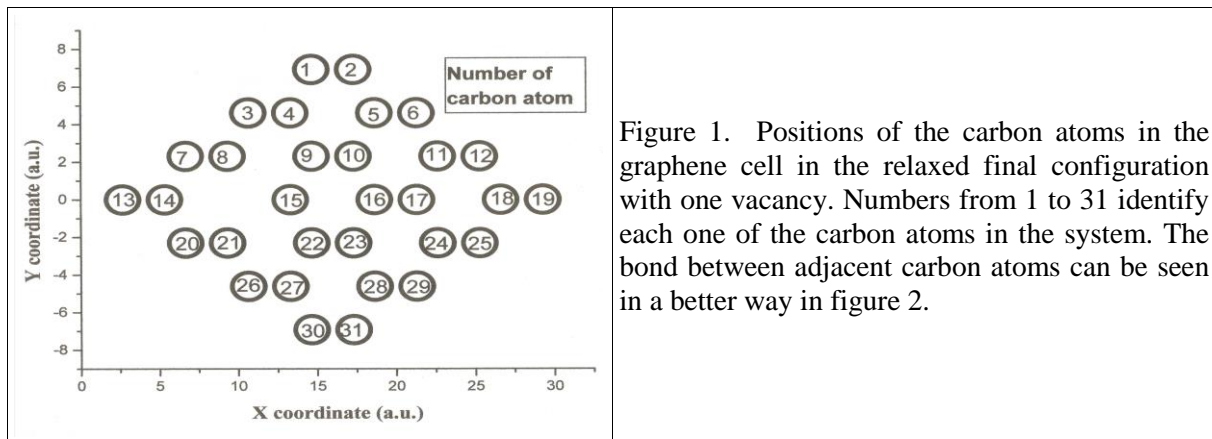 8
6
4
2
0
-2
-4
-6
-8
Y coordinate (a.u.)
1 2
3 4 5 6
7 8 9 10 11 12
13 14 15 16 17 18 19
20 21 22 23 24 25
26 27 28 29
30 31
Number of
carbon atom
0 5 10 15 20 25 30
X coordinate (a.u.)
Figure 1. Positions of the carbon atoms in the
graphene cell in the relaxed final configuration
with one vacancy. Numbers from 1 to 31 identify
each one of the carbon atoms in the system. The
bond between adjacent carbon atoms can be seen
in a better way in figure 2.